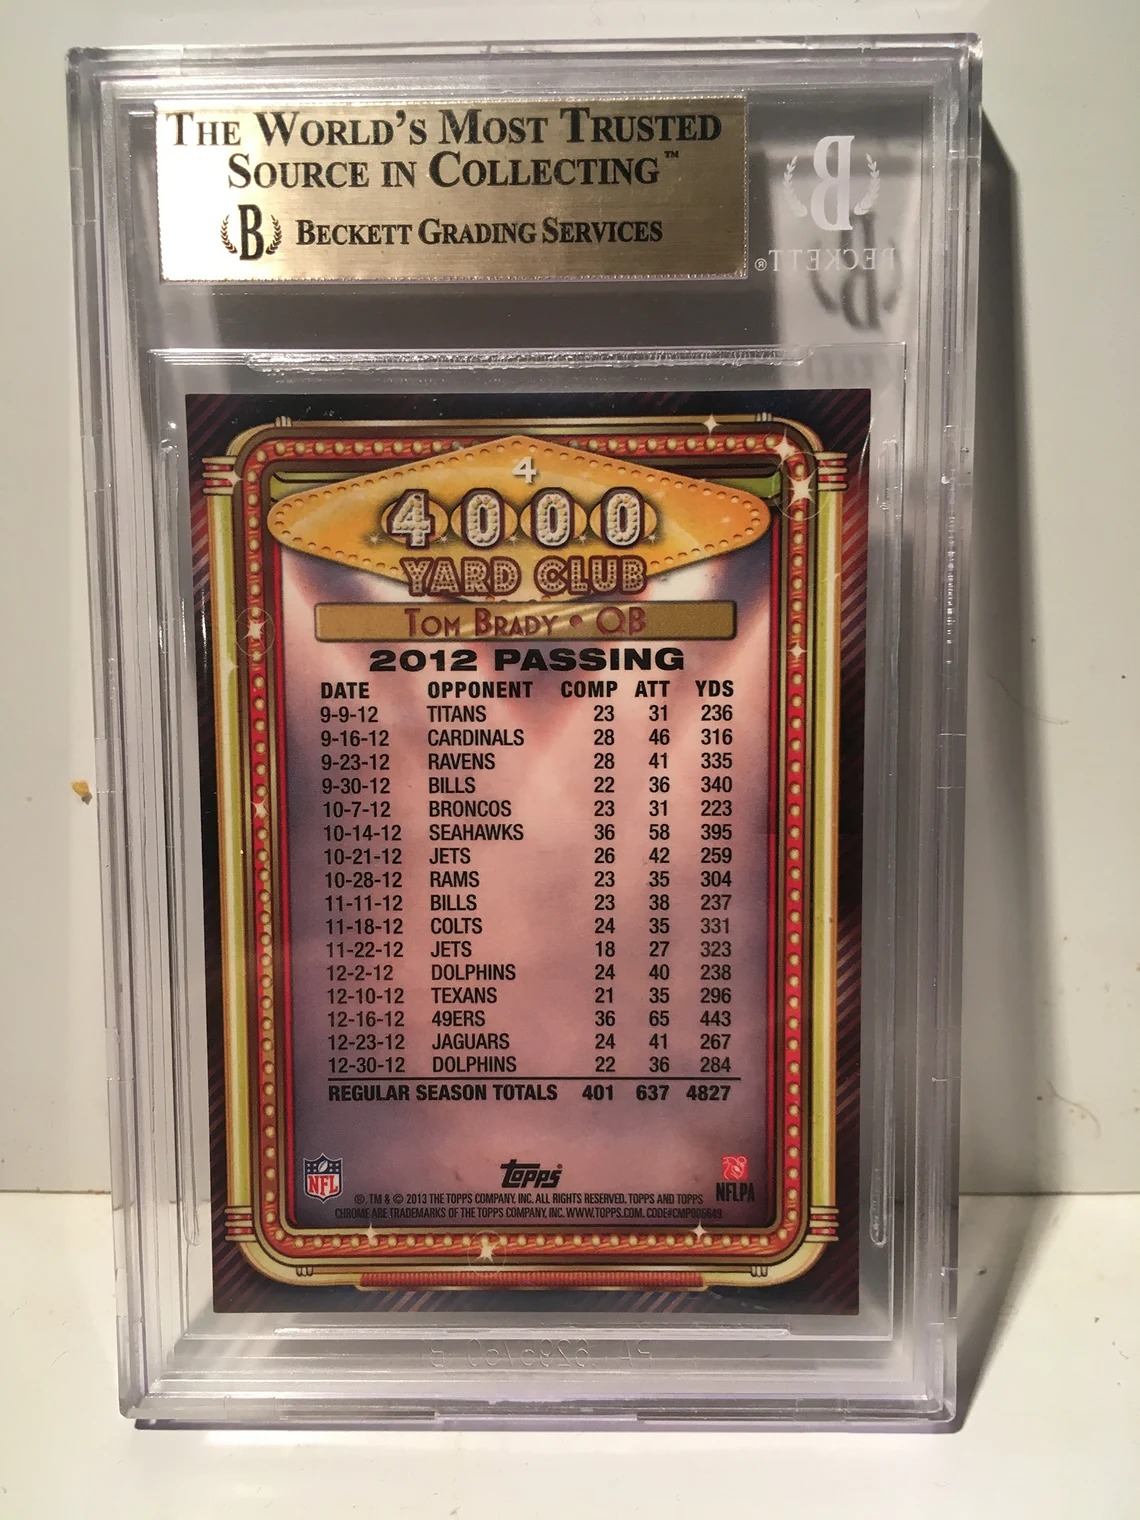 THE WORLD'S MOST TRUSTED
SOURCE IN COLLECTING™
B BECKETT GRADING SERVICES
B
BECKETT®
4
4000
YARD CLUB
TOM BRADY • QB
2012 PASSING
DATE OPPONENT COMP ATT YDS
9-9-12 TITANS 23 31 236
9-16-12 CARDINALS 28 46 316
9-23-12 RAVENS 28 41 335
9-30-12 BILLS 22 36 340
10-7-12 BRONCOS 23 31 223
10-14-12 SEAHAWKS 36 58 395
10-21-12 JETS 26 42 259
10-28-12 RAMS 23 35 304
11-11-12 BILLS 23 38 237
11-18-12 COLTS 24 35 331
11-22-12 JETS 18 27 323
12-2-12 DOLPHINS 24 40 238
12-10-12 TEXANS 21 35 296
12-16-12 49ERS 36 65 443
12-23-12 JAGUARS 24 41 267
12-30-12 DOLPHINS 22 36 284
REGULAR SEASON TOTALS 401 637 4827
NFL
topps®
NFLPA
®, TM & © 2013 THE TOPPS COMPANY, INC. ALL RIGHTS RESERVED. TOPPS AND TOPPS
CHROME ARE TRADEMARKS OF THE TOPPS COMPANY, INC. WWW.TOPPS.COM. CODE#CMP006649